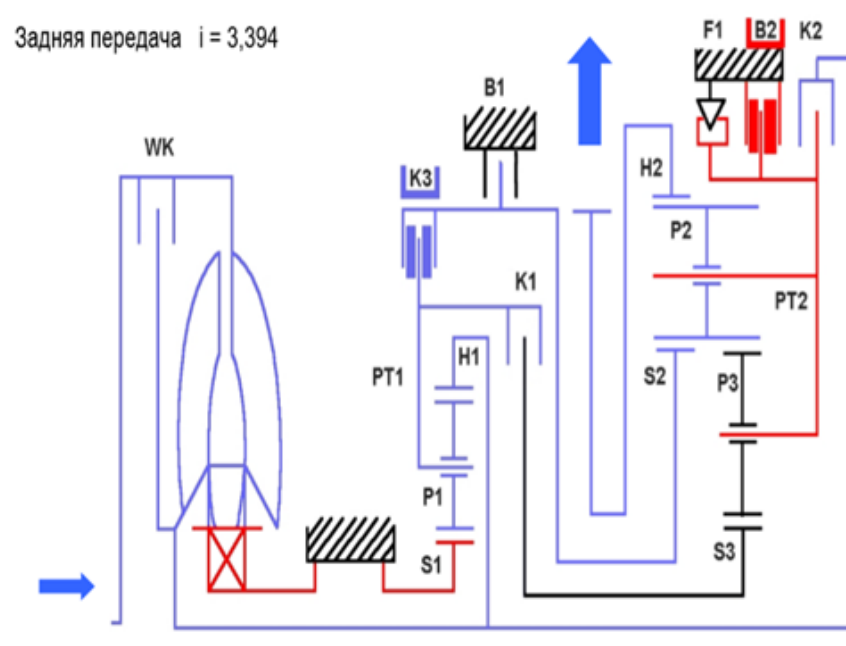 Задняя передача i = 3,394
F1
B2
K2
B1
WK
K3
H2
P2
K1
PT2
H1
PT1
S2
P3
P1
S1
S3